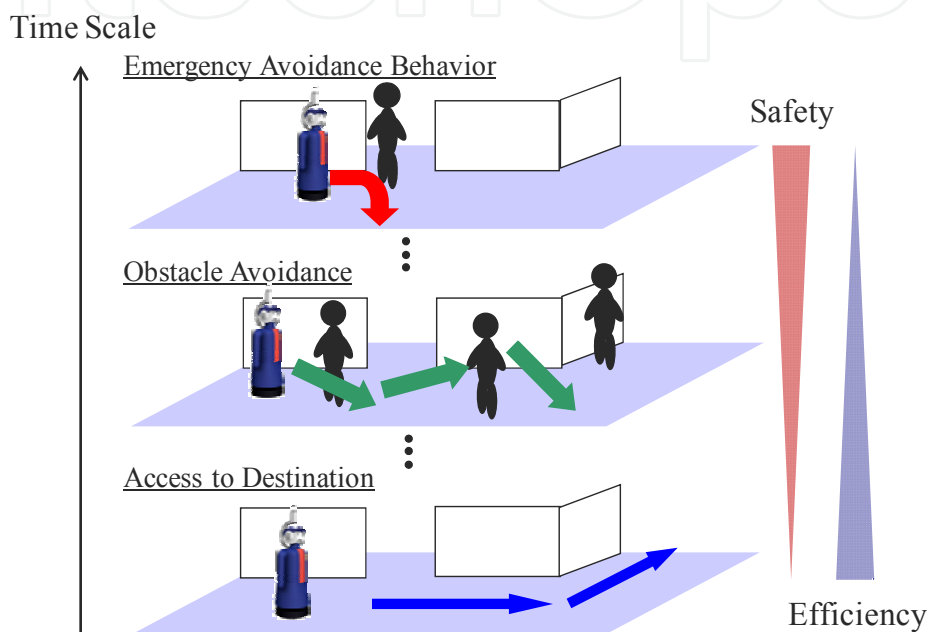 Time Scale
Emergency Avoidance Behavior
Safety
Obstacle Avoidance
Access to Destination
Efficiency